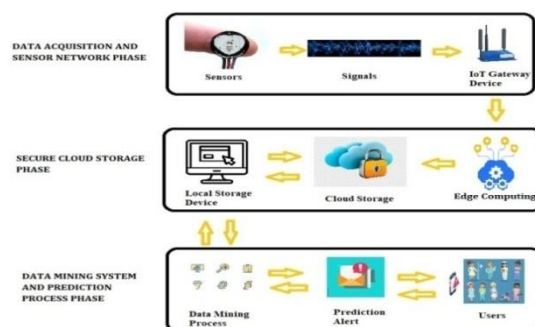 DATA ACQUISITION AND
SENSOR NETWORK PHASE
Sensors
Signals
IoT Gateway
Device
SECURE CLOUD STORAGE
PHASE
Local Storage
Device
Cloud Storage
Edge Computing
DATA MINING SYSTEM
AND PREDICTION
PROCESS PHASE
Data Mining
Process
Prediction
Alert
Users